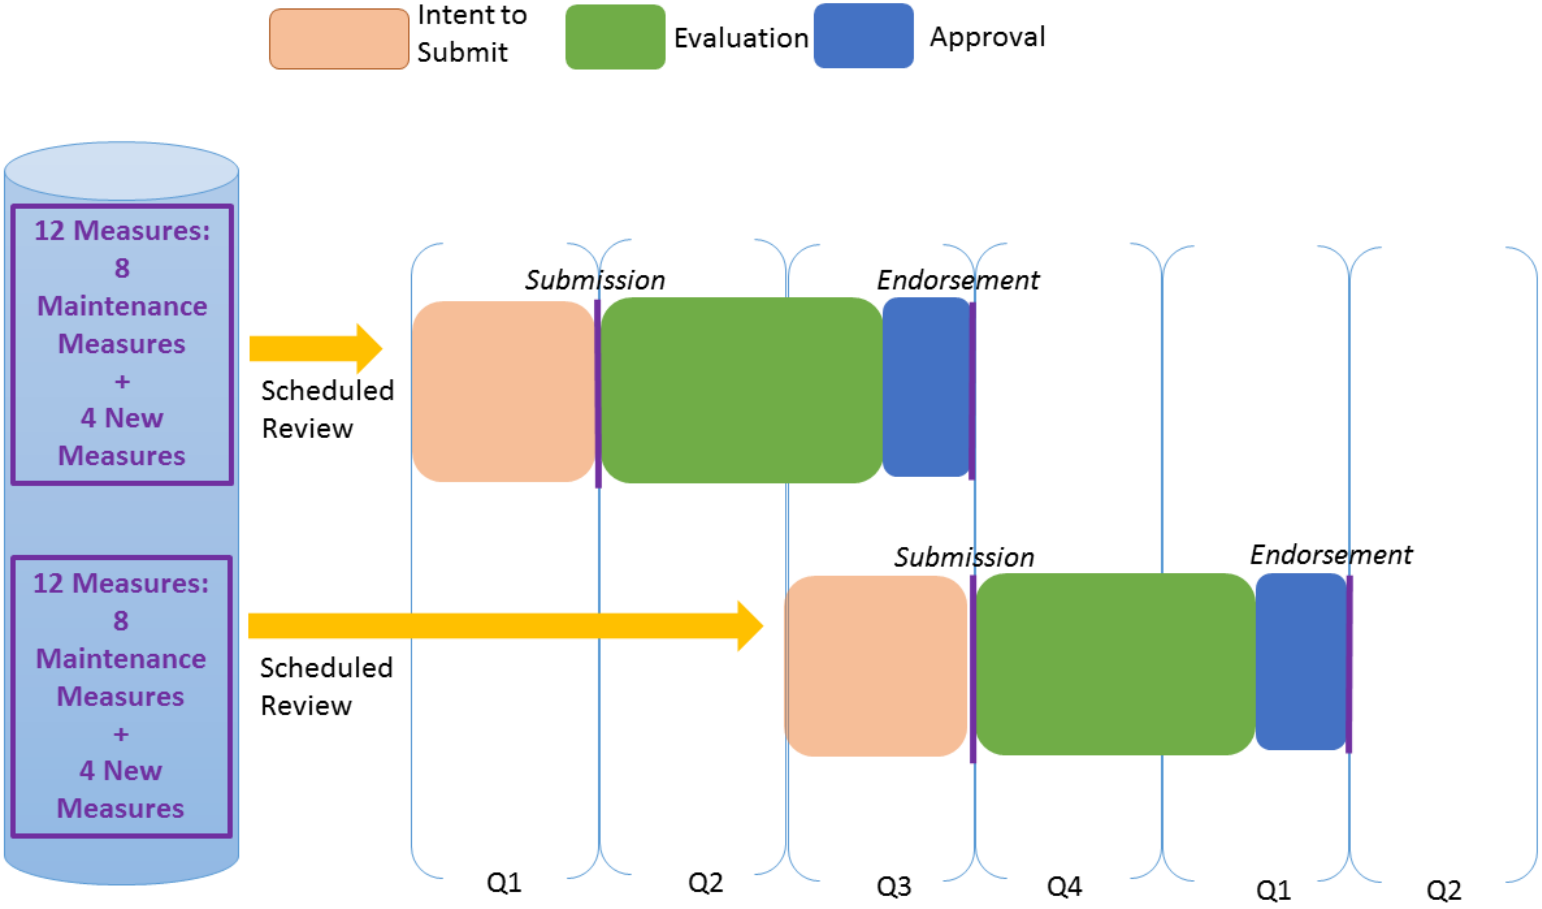 Intent to
Submit
Evaluation
Approval
12 Measures:
8
Maintenance
Measures
+
4 New
Measures
Scheduled
Review
Submission
Endorsement
12 Measures:
8
Maintenance
Measures
+
4 New
Measures
Scheduled
Review
Submission
Endorsement
Q1
Q2
Q3
Q4
Q1
Q2